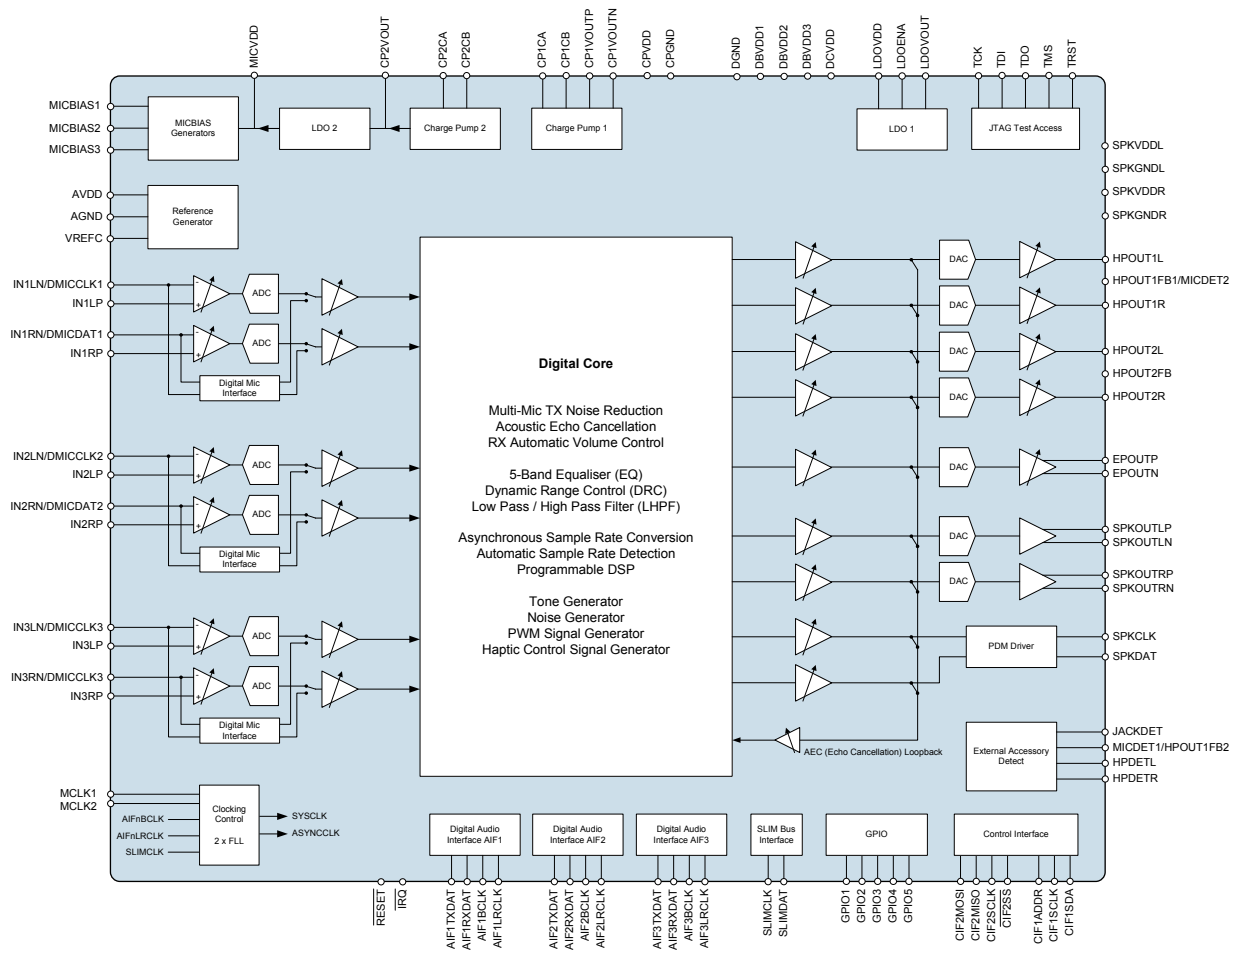 MICVDD
CP2VOUT
CP2CA
CP2CB
CP1CA
CP1CB
CP1VOUTP
CP1VOUTN
CPVDD
CPGND
DGND
DBVDD1
DBVDD2
DBVDD3
DCVDD
LDOVDD
LDOENA
LDOVOUT
TCK
TDI
TDO
TMS
TRST
MICBIAS1
MICBIAS2
MICBIAS3
MICBIAS
Generators
LDO 2
Charge Pump 2
Charge Pump 1
LDO 1
JTAG Test Access
SPKVDDL
SPKGNDL
SPKVDDR
SPKGNDR
AVDD
AGND
VREFC
Reference
Generator
IN1LN/DMICCLK1
IN1LP
IN1RN/DMICDAT1
IN1RP
-
+
ADC
-
+
ADC
Digital Mic
Interface
IN2LN/DMICCLK2
IN2LP
IN2RN/DMICDAT2
IN2RP
-
+
ADC
-
+
ADC
Digital Mic
Interface
IN3LN/DMICCLK3
IN3LP
IN3RN/DMICCLK3
IN3RP
-
+
ADC
-
+
ADC
Digital Mic
Interface
Digital Core
Multi-Mic TX Noise Reduction
Acoustic Echo Cancellation
RX Automatic Volume Control
5-Band Equaliser (EQ)
Dynamic Range Control (DRC)
Low Pass / High Pass Filter (LHPF)
Asynchronous Sample Rate Conversion
Automatic Sample Rate Detection
Programmable DSP
Tone Generator
Noise Generator
PWM Signal Generator
Haptic Control Signal Generator
DAC
HPOUT1L
HPOUT1FB1/MICDET2
DAC
HPOUT1R
DAC
HPOUT2L
HPOUT2FB
DAC
HPOUT2R
DAC
EPOUTP
EPOUTN
DAC
SPKOUTLP
SPKOUTLN
DAC
SPKOUTRP
SPKOUTRN
PDM Driver
SPKCLK
SPKDAT
AEC (Echo Cancellation) Loopback
External Accessory
Detect
JACKDET
MICDET1/HPOUT1FB2
HPDETL
HPDETR
MCLK1
MCLK2
AIFnBCLK
AIFnLRCLK
SLIMCLK
Clocking
Control
2 x FLL
SYSCLK
ASYNCCLK
Digital Audio
Interface AIF1
Digital Audio
Interface AIF2
Digital Audio
Interface AIF3
SLIM Bus
Interface
GPIO
Control Interface
RESET
IRQ
AIF1TXDAT
AIF1RXDAT
AIF1BCLK
AIF1LRCLK
AIF2TXDAT
AIF2RXDAT
AIF2BCLK
AIF2LRCLK
AIF3TXDAT
AIF3RXDAT
AIF3BCLK
AIF3LRCLK
SLIMCLK
SLIMDAT
GPIO1
GPIO2
GPIO3
GPIO4
GPIO5
CIF2MOSI
CIF2MISO
CIF2SCLK
CIF2SS
CIF1ADDR
CIF1SCLK
CIF1SDA